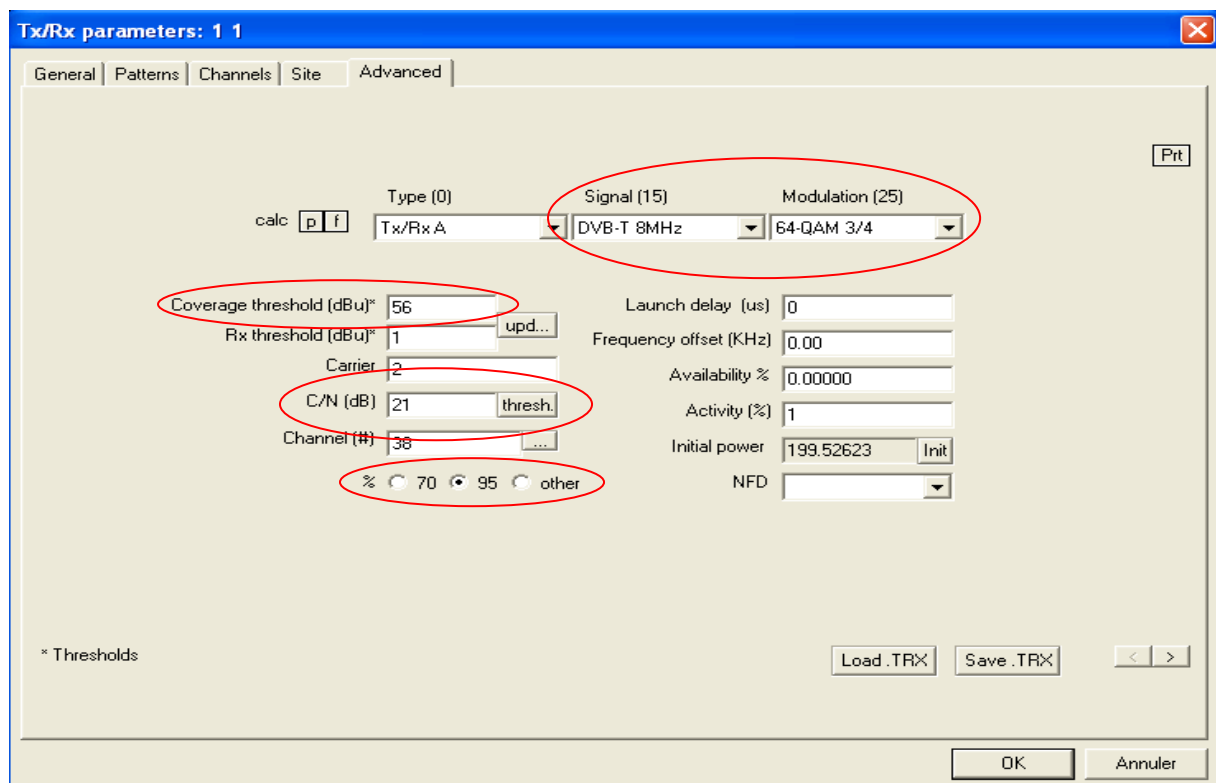 Tx/Rx parameters: 1 1
General Patterns Channels Site Advanced
Prt
Type (0) Signal (15) Modulation (25)
calc p f Tx/Rx A DVB-T 8MHz 64-QAM 3/4
Coverage threshold (dBu)* 56 Launch delay (us) 0
upd...
Rx threshold (dBu)* 1 Frequency offset (KHz) 0.00
Carrier 2 Availability % 0.00000
C/N (dB) 21 thresh. Activity (%) 1
Channel (#) 38 ... Initial power 199.52623 Init
% 70 95 other NFD
* Thresholds Load .TRX Save .TRX < >
OK Annuler